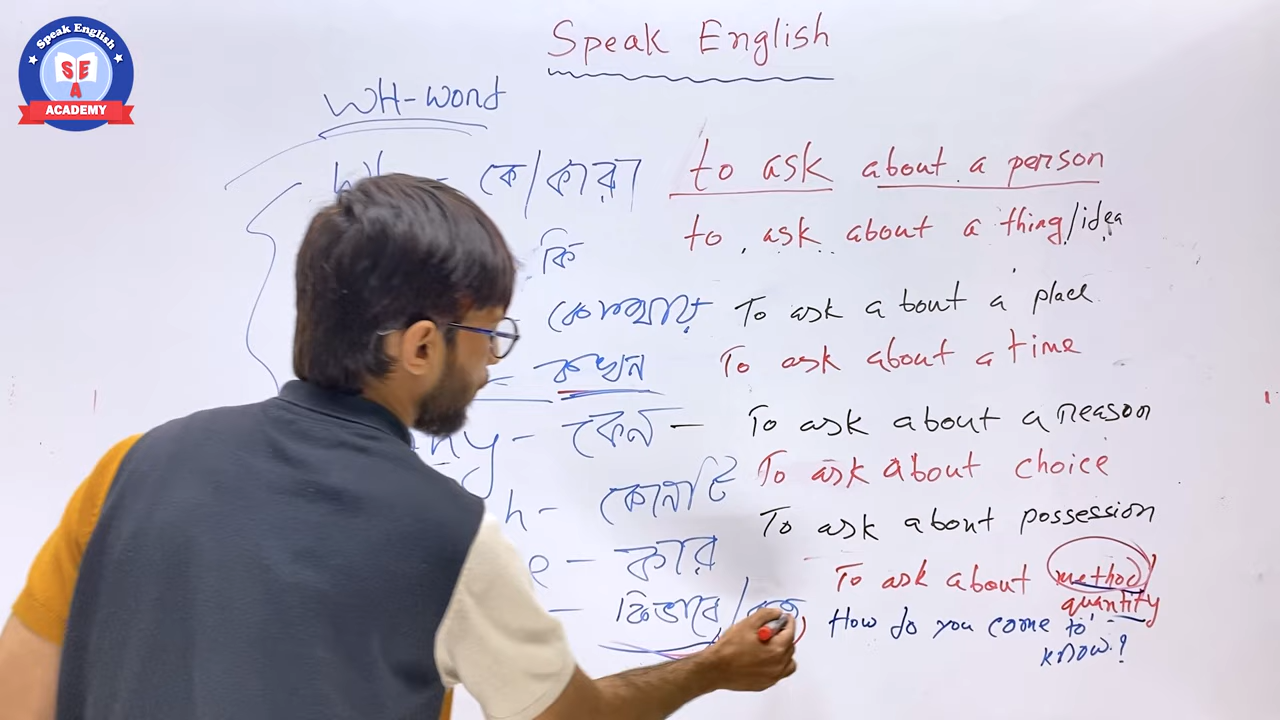 Speak English
SEA
ACADEMY
Speak English
WH-word
কে/কারা to ask about a person
কি to ask about a thing/idea
কোথায় To ask about a place
কখন To ask about a time
কেন - To ask about a reason
কোনটি To ask about choice
কার To ask about possession
কিভাবে / To ask about method/
quantity
How do you come to
know?